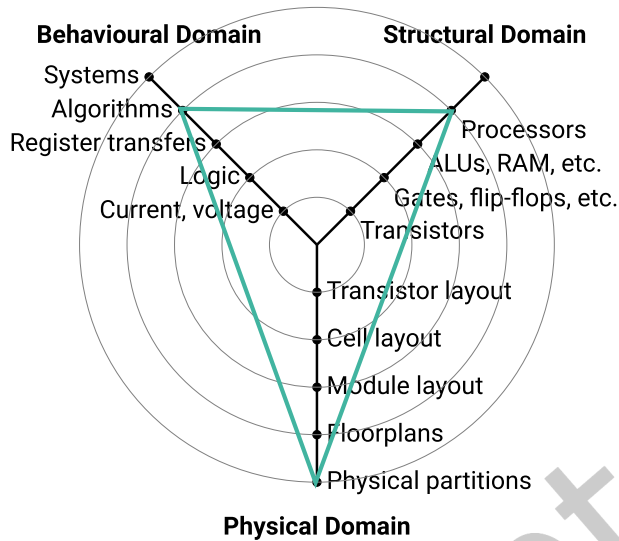 Behavioural Domain
Structural Domain
Systems
Algorithms
Register transfers
Logic
Current, voltage
Processors
ALUs, RAM, etc.
Gates, flip-flops, etc.
Transistors
Transistor layout
Cell layout
Module layout
Floorplans
Physical partitions
Physical Domain